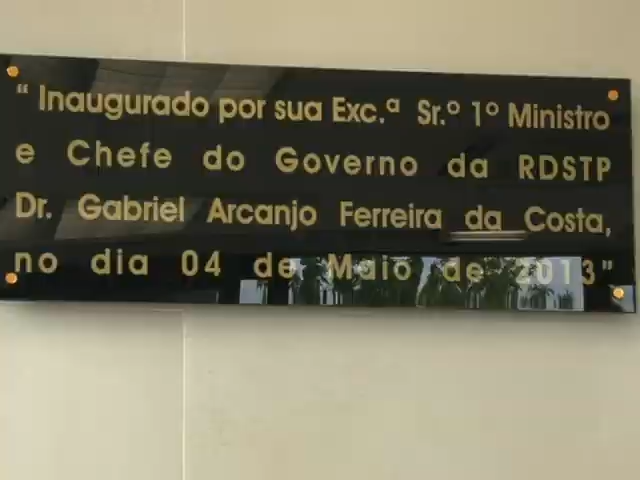 “ Inaugurado por sua Exc.ª Sr.º 1º Ministro
e Chefe do Governo da RDSTP
Dr. Gabriel Arcanjo Ferreira da Costa,
no dia 04 de Maio de 2013”